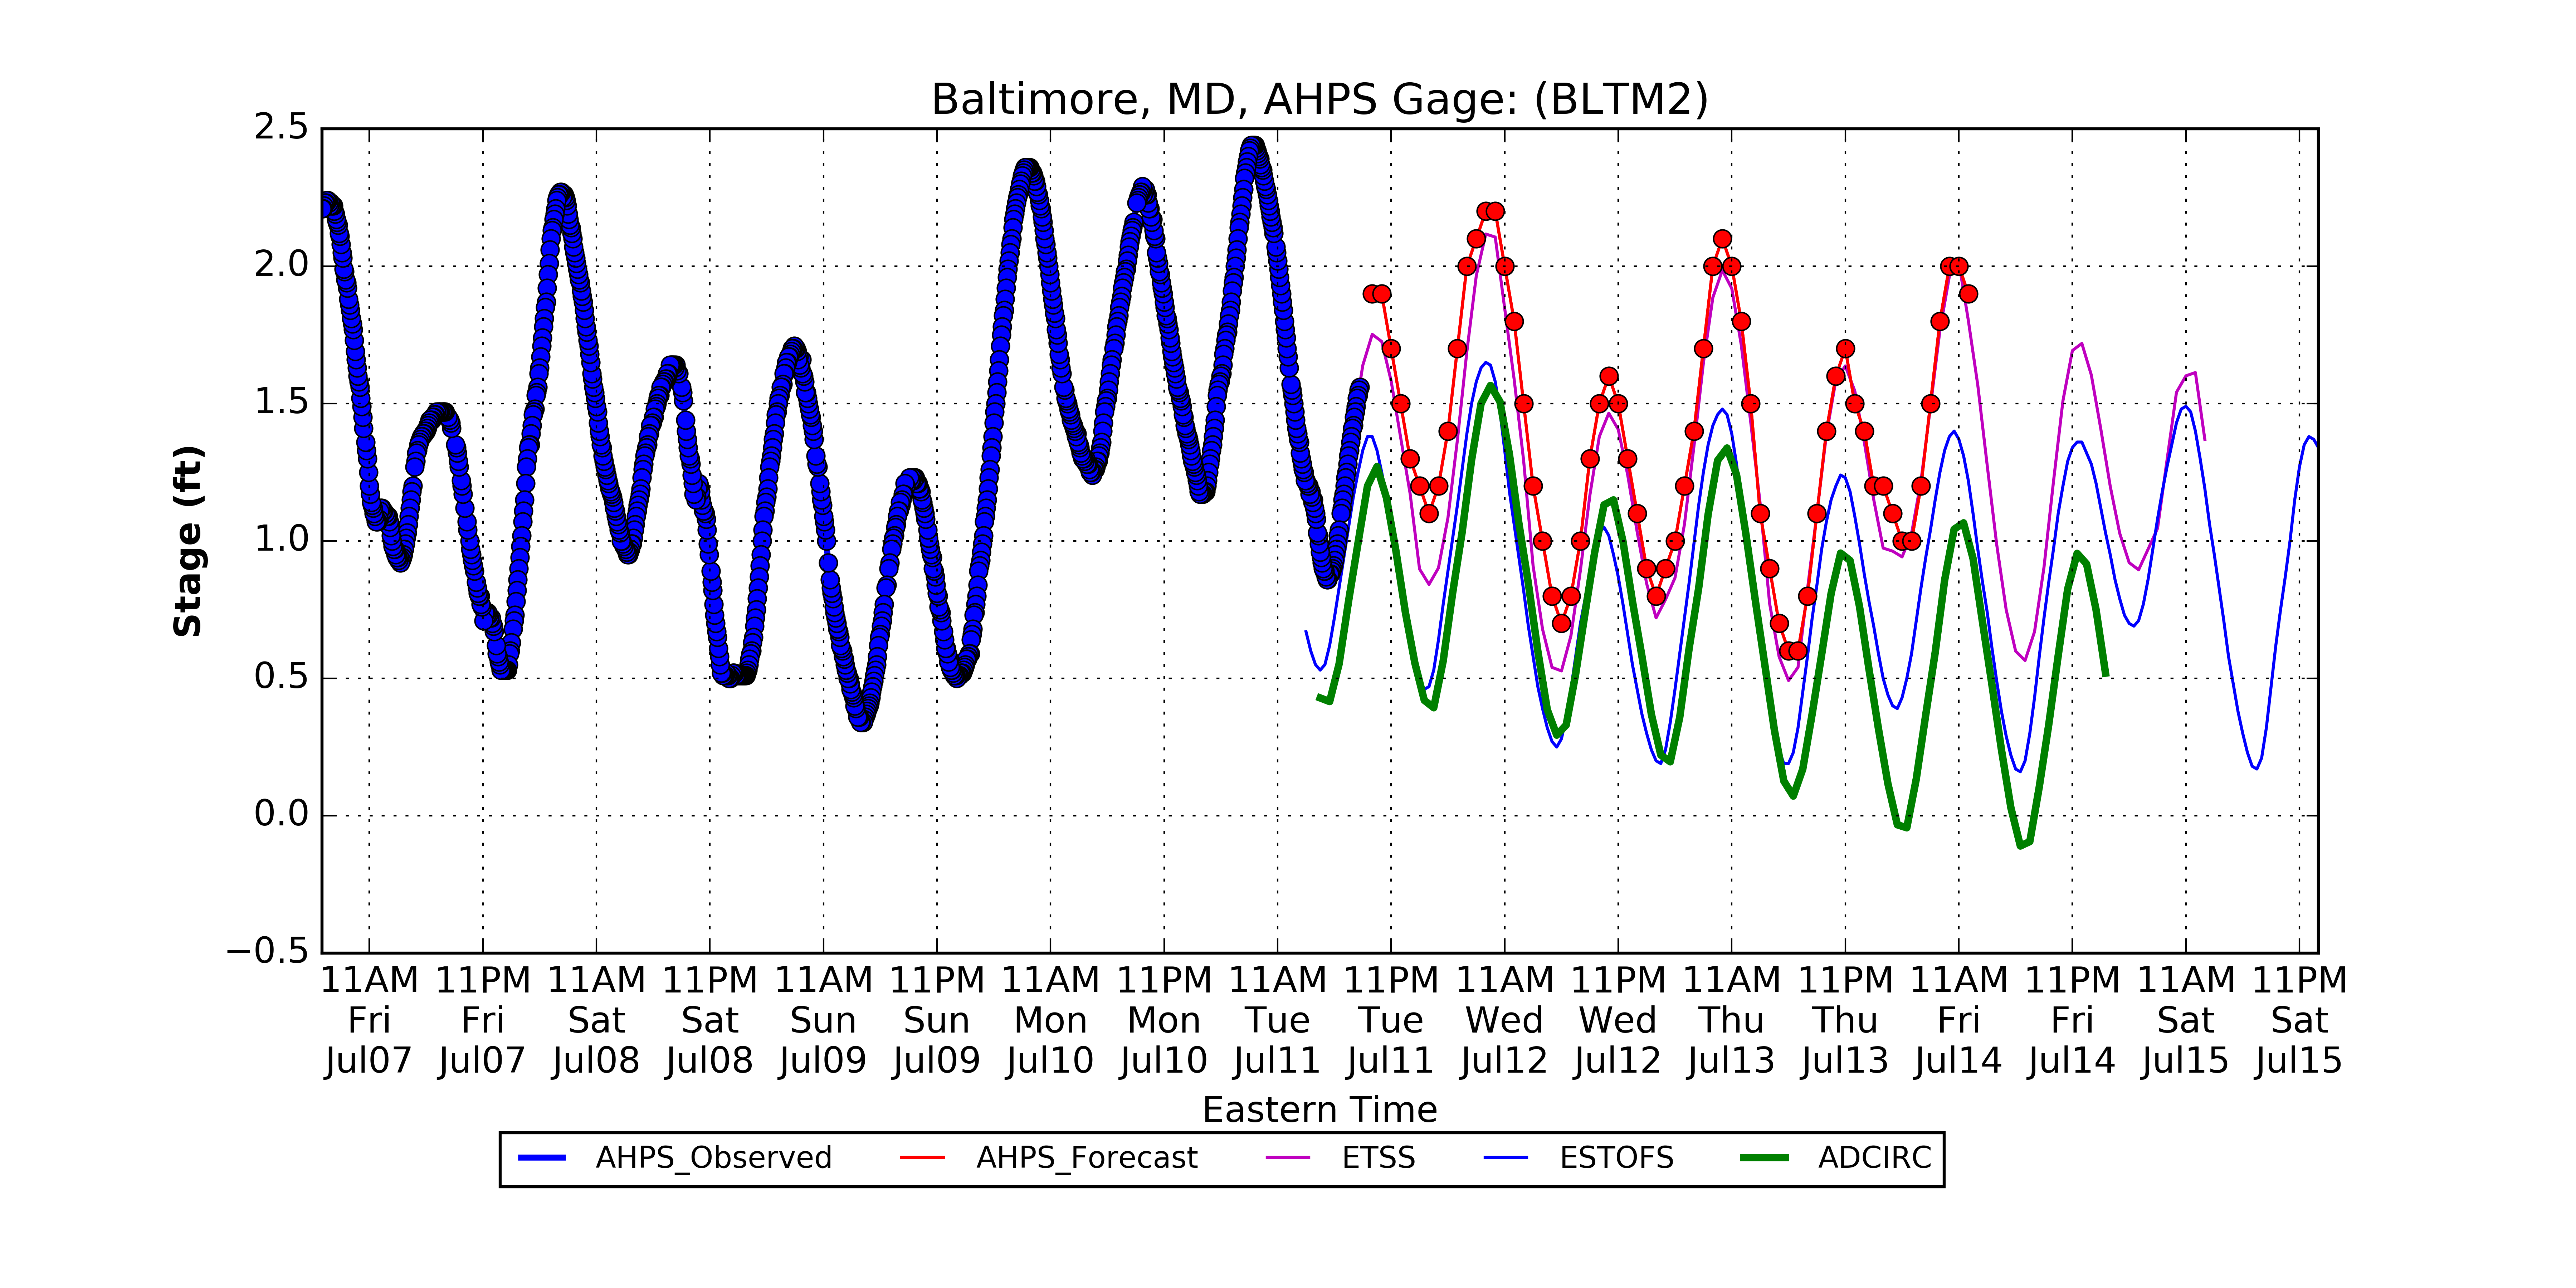 Baltimore, MD, AHPS Gage: (BLTM2)
Stage (ft)
2.5
2.0
1.5
1.0
0.5
0.0
−0.5
11AM 11PM 11AM 11PM 11AM 11PM 11AM 11PM 11AM 11PM 11AM 11PM 11AM 11PM 11AM 11PM 11AM 11PM
Fri Fri Sat Sat Sun Sun Mon Mon Tue Tue Wed Wed Thu Thu Fri Fri Sat Sat
Jul07 Jul07 Jul08 Jul08 Jul09 Jul09 Jul10 Jul10 Jul11 Jul11 Jul12 Jul12 Jul13 Jul13 Jul14 Jul14 Jul15 Jul15
Eastern Time
AHPS_Observed AHPS_Forecast ETSS ESTOFS ADCIRC